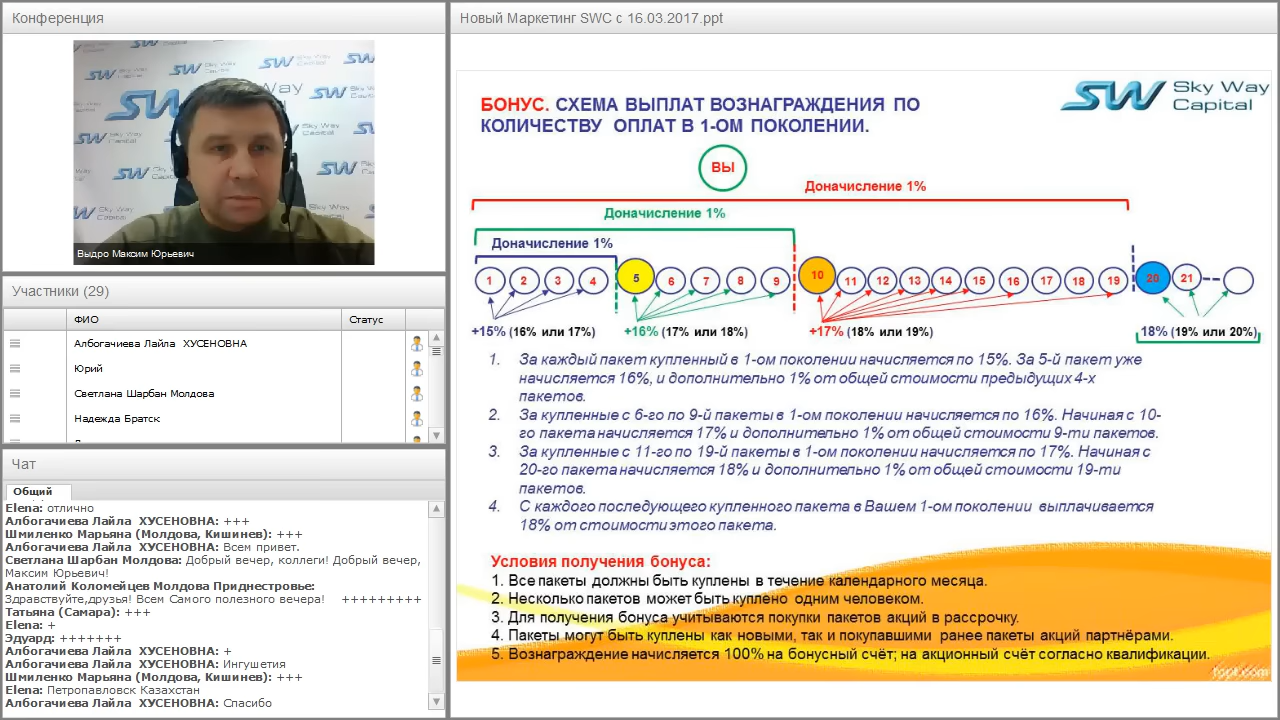 Конференция
Sky Way
Capital
SW
Выдро Максим Юрьевич
Участники (29)
ФИО
Статус
Албогачиева Лайла ХУСЕНОВНА
Юрий
Светлана Шарбан Молдова
Надежда Братск
Чат
Общий
Elena: отлично
Албогачиева Лайла ХУСЕНОВНА: +++
Шмиленко Марьяна (Молдова, Кишинев): +++
Албогачиева Лайла ХУСЕНОВНА: Всем привет.
Светлана Шарбан Молдова: Добрый вечер, коллеги! Добрый вечер,
Максим Юрьевич!
Анатолий Коломейцев Молдова Приднестровье:
Здравствуйте,друзья! Всем Самого полезного вечера! +++++++++
Татьяна (Самара): +++
Elena: +
Эдуард: +++++++
Албогачиева Лайла ХУСЕНОВНА: +
Албогачиева Лайла ХУСЕНОВНА: Ингушетия
Шмиленко Марьяна (Молдова, Кишинев): +++
Elena: Петропавловск Казахстан
Албогачиева Лайла ХУСЕНОВНА: Спасибо
Новый Маркетинг SWC с 16.03.2017.ppt
SW Sky Way
Capital
БОНУС. СХЕМА ВЫПЛАТ ВОЗНАГРАЖДЕНИЯ ПО
КОЛИЧЕСТВУ ОПЛАТ В 1-ОМ ПОКОЛЕНИИ.
ВЫ
Доначисление 1%
Доначисление 1%
Доначисление 1%
1 2 3 4 5 6 7 8 9 10 11 12 13 14 15 16 17 18 19 20 21
+15% (16% или 17%) +16% (17% или 18%) +17% (18% или 19%) 18% (19% или 20%)
1. За каждый пакет купленный в 1-ом поколении начисляется по 15%. За 5-й пакет уже
начисляется 16%, и дополнительно 1% от общей стоимости предыдущих 4-х
пакетов.
2. За купленные с 6-го по 9-й пакеты в 1-ом поколении начисляется по 16%. Начиная с 10-
го пакета начисляется 17% и дополнительно 1% от общей стоимости 9-ти пакетов.
3. За купленные с 11-го по 19-й пакеты в 1-ом поколении начисляется по 17%. Начиная с
20-го пакета начисляется 18% и дополнительно 1% от общей стоимости 19-ти
пакетов.
4. С каждого последующего купленного пакета в Вашем 1-ом поколении выплачивается
18% от стоимости этого пакета.
Условия получения бонуса:
1. Все пакеты должны быть куплены в течение календарного месяца.
2. Несколько пакетов может быть куплено одним человеком.
3. Для получения бонуса учитываются покупки пакетов акций в рассрочку.
4. Пакеты могут быть куплены как новыми, так и покупавшими ранее пакеты акций партнёрами.
5. Вознаграждение начисляется 100% на бонусный счёт; на акционный счёт согласно квалификации.